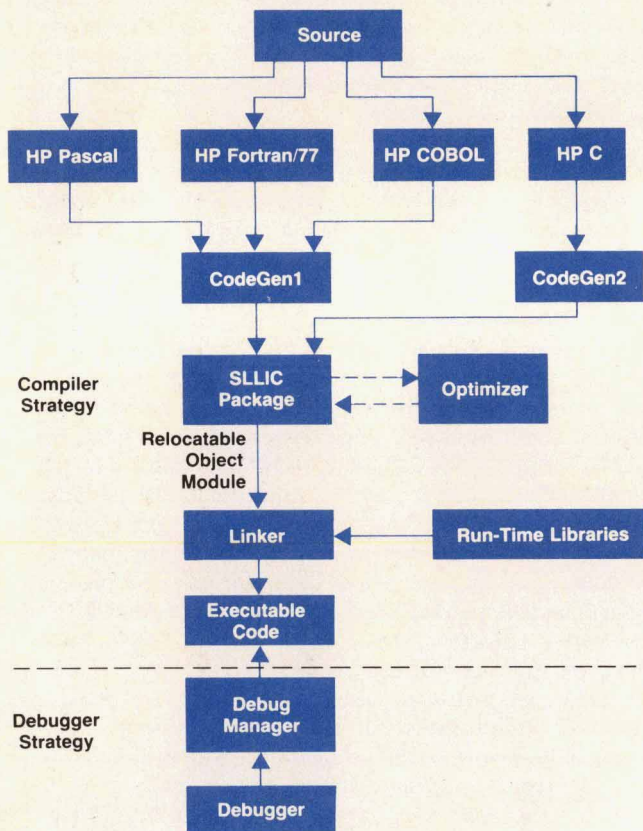 Source
HP Pascal
HP Fortran/77
HP COBOL
HP C
CodeGen1
CodeGen2
Compiler
Strategy
SLLIC
Package
Optimizer
Relocatable
Object
Module
Linker
Run-Time Libraries
Executable
Code
Debugger
Strategy
Debug
Manager
Debugger